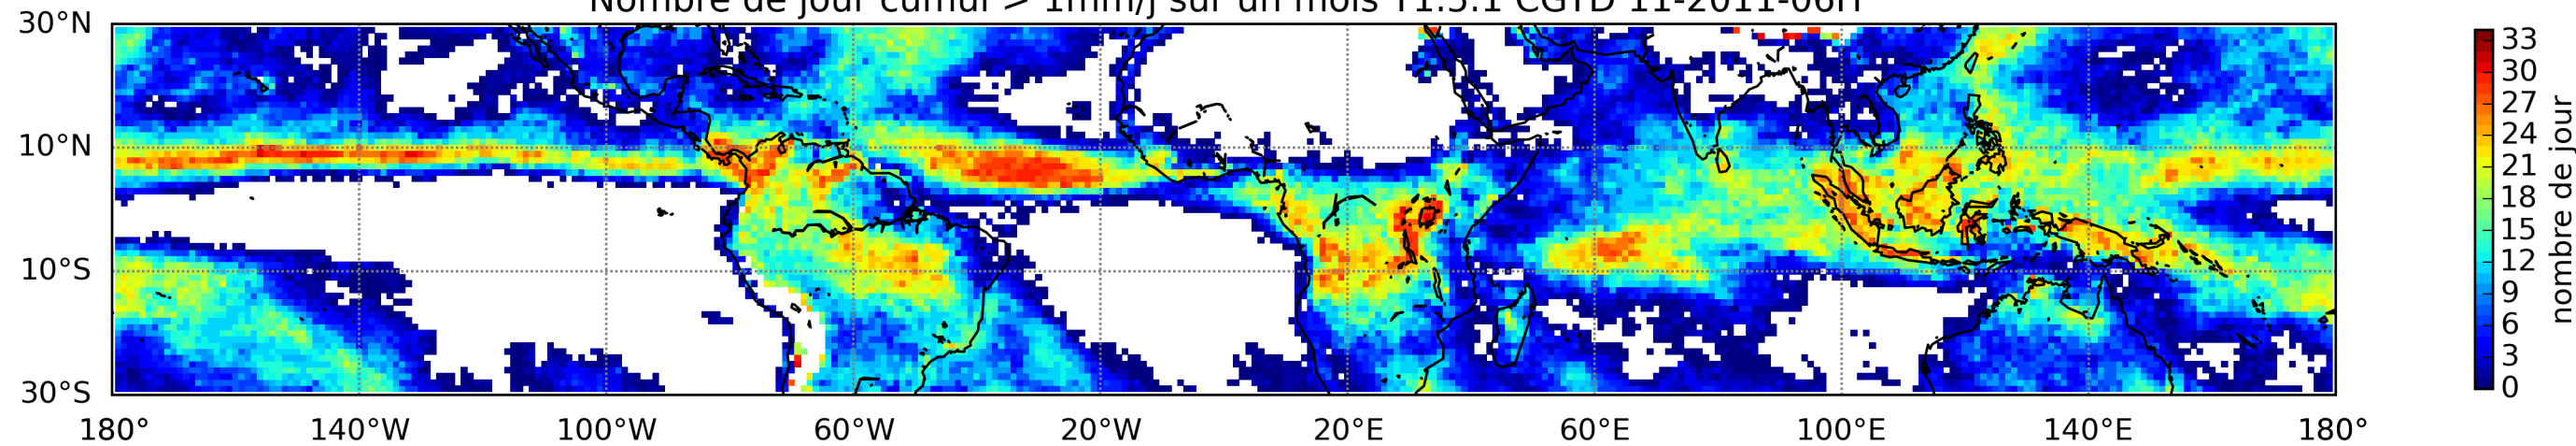 Nombre de jour cumul > 1mm/j sur un mois T1.5.1 CGTD 11-2011-06H
30°N
10°N
10°S
30°S
180° 140°W 100°W 60°W 20°W 20°E 60°E 100°E 140°E 180°
33
30
27
24
21
18
15
12
9
6
3
0
nombre de jour